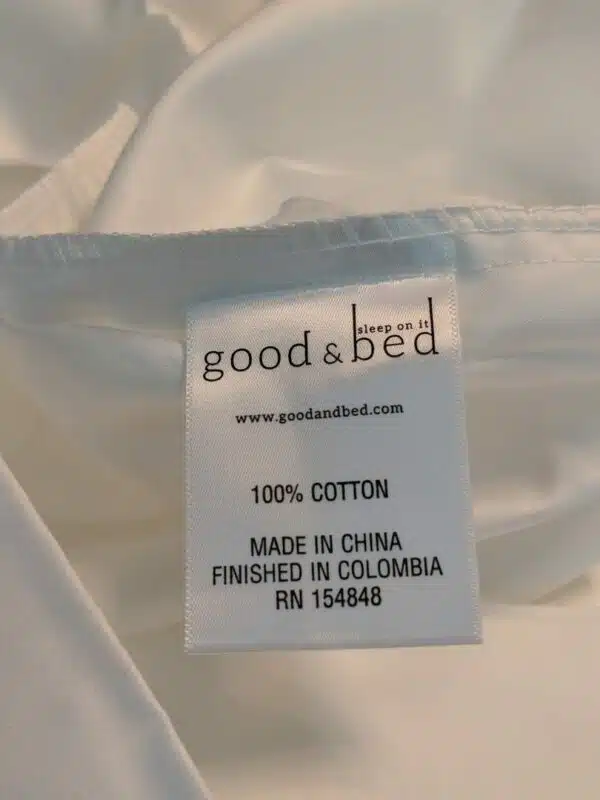 sleep on it
good & bed
www.goodandbed.com
100% COTTON
MADE IN CHINA
FINISHED IN COLOMBIA
RN 154848